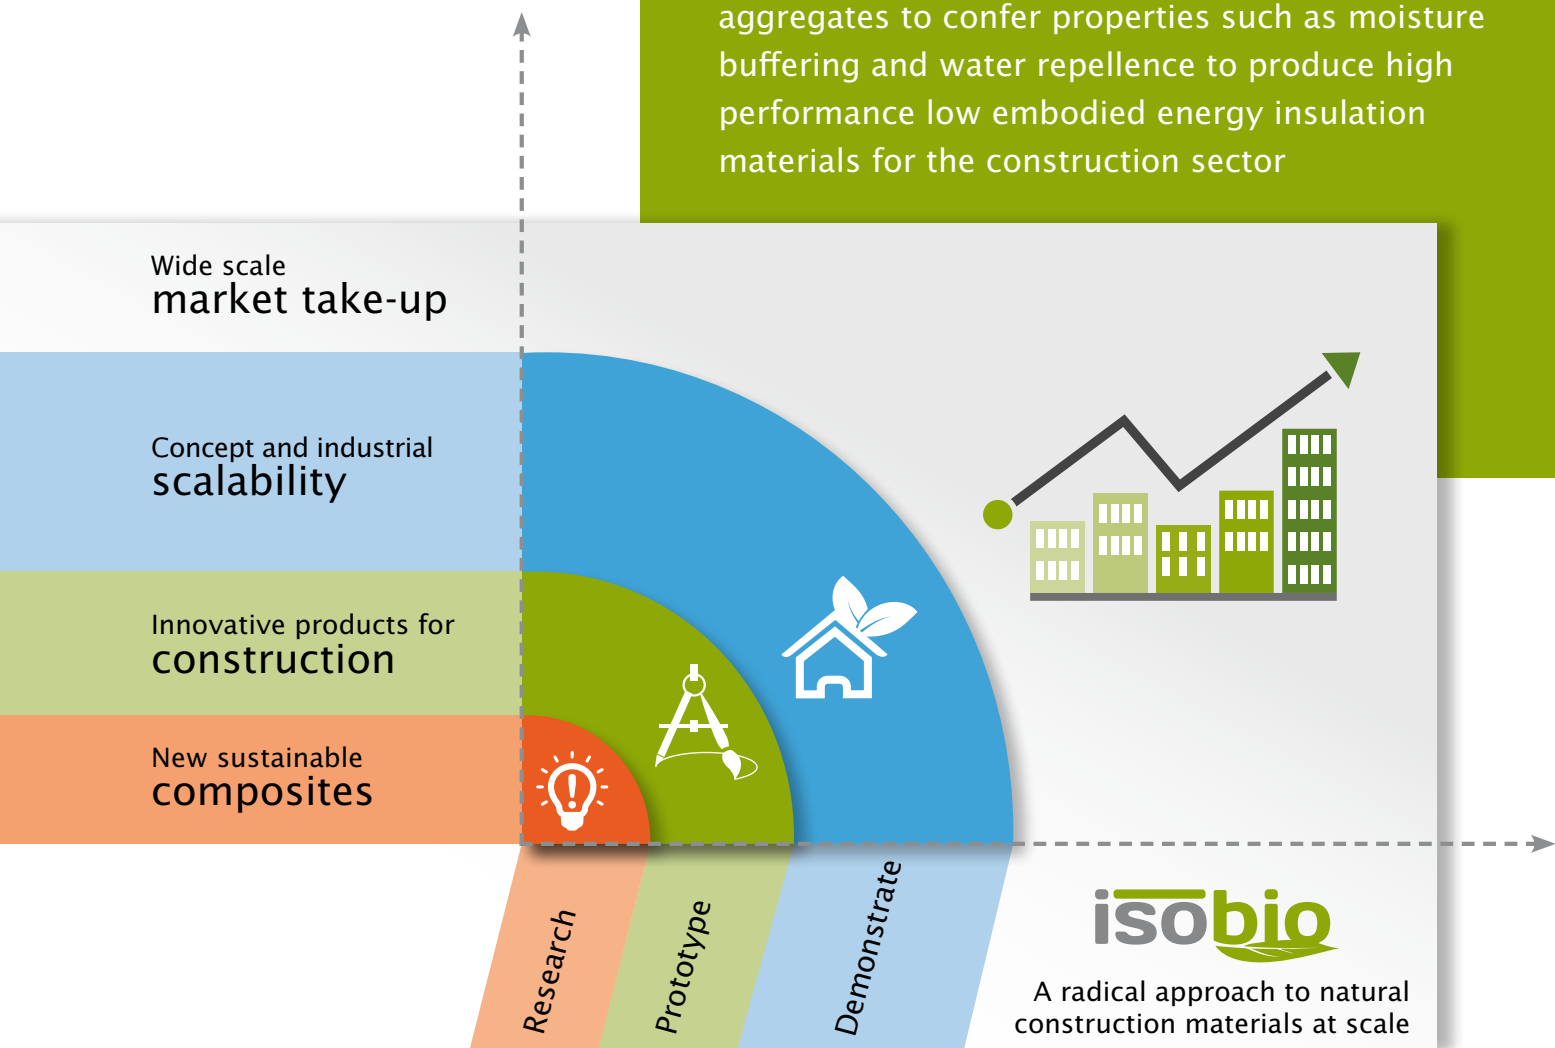 aggregates to confer properties such as moisture
buffering and water repellence to produce high
performance low embodied energy insulation
materials for the construction sector
Wide scale
market take-up
Concept and industrial
scalability
Innovative products for
construction
New sustainable
composites
Research
Prototype
Demonstrate
isobio
A radical approach to natural
construction materials at scale